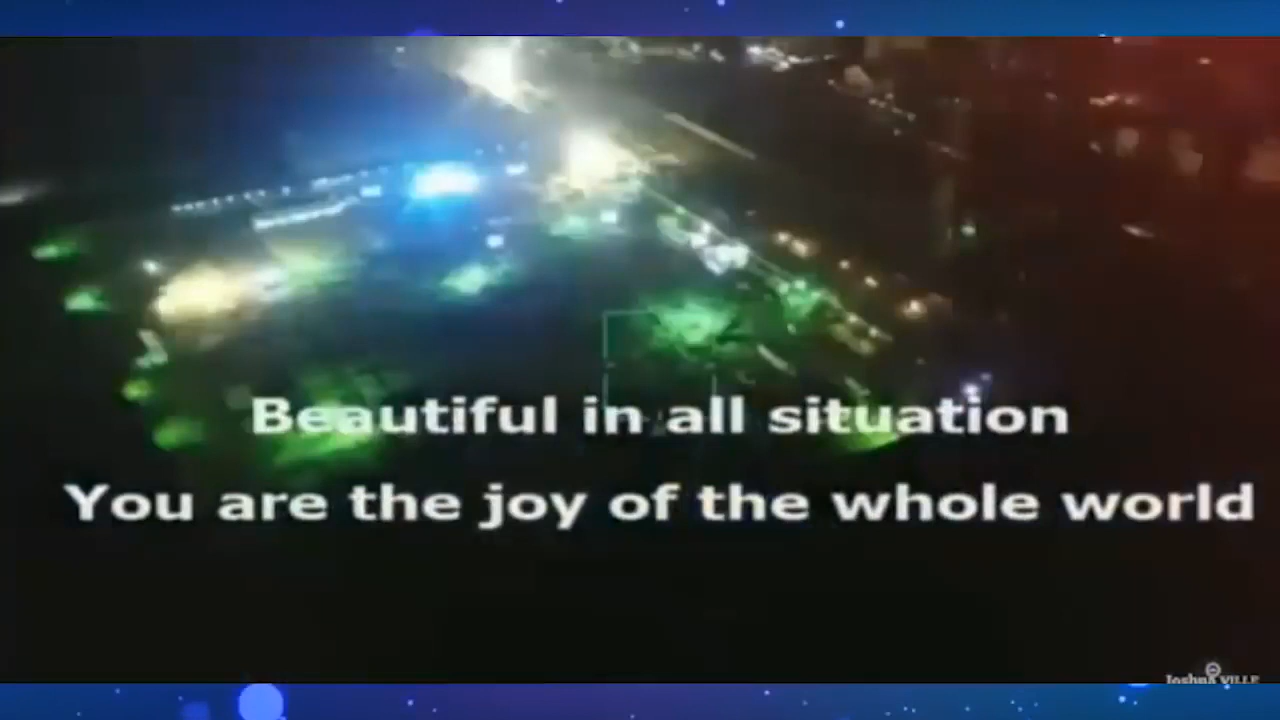 Beautiful in all situation
You are the joy of the whole world